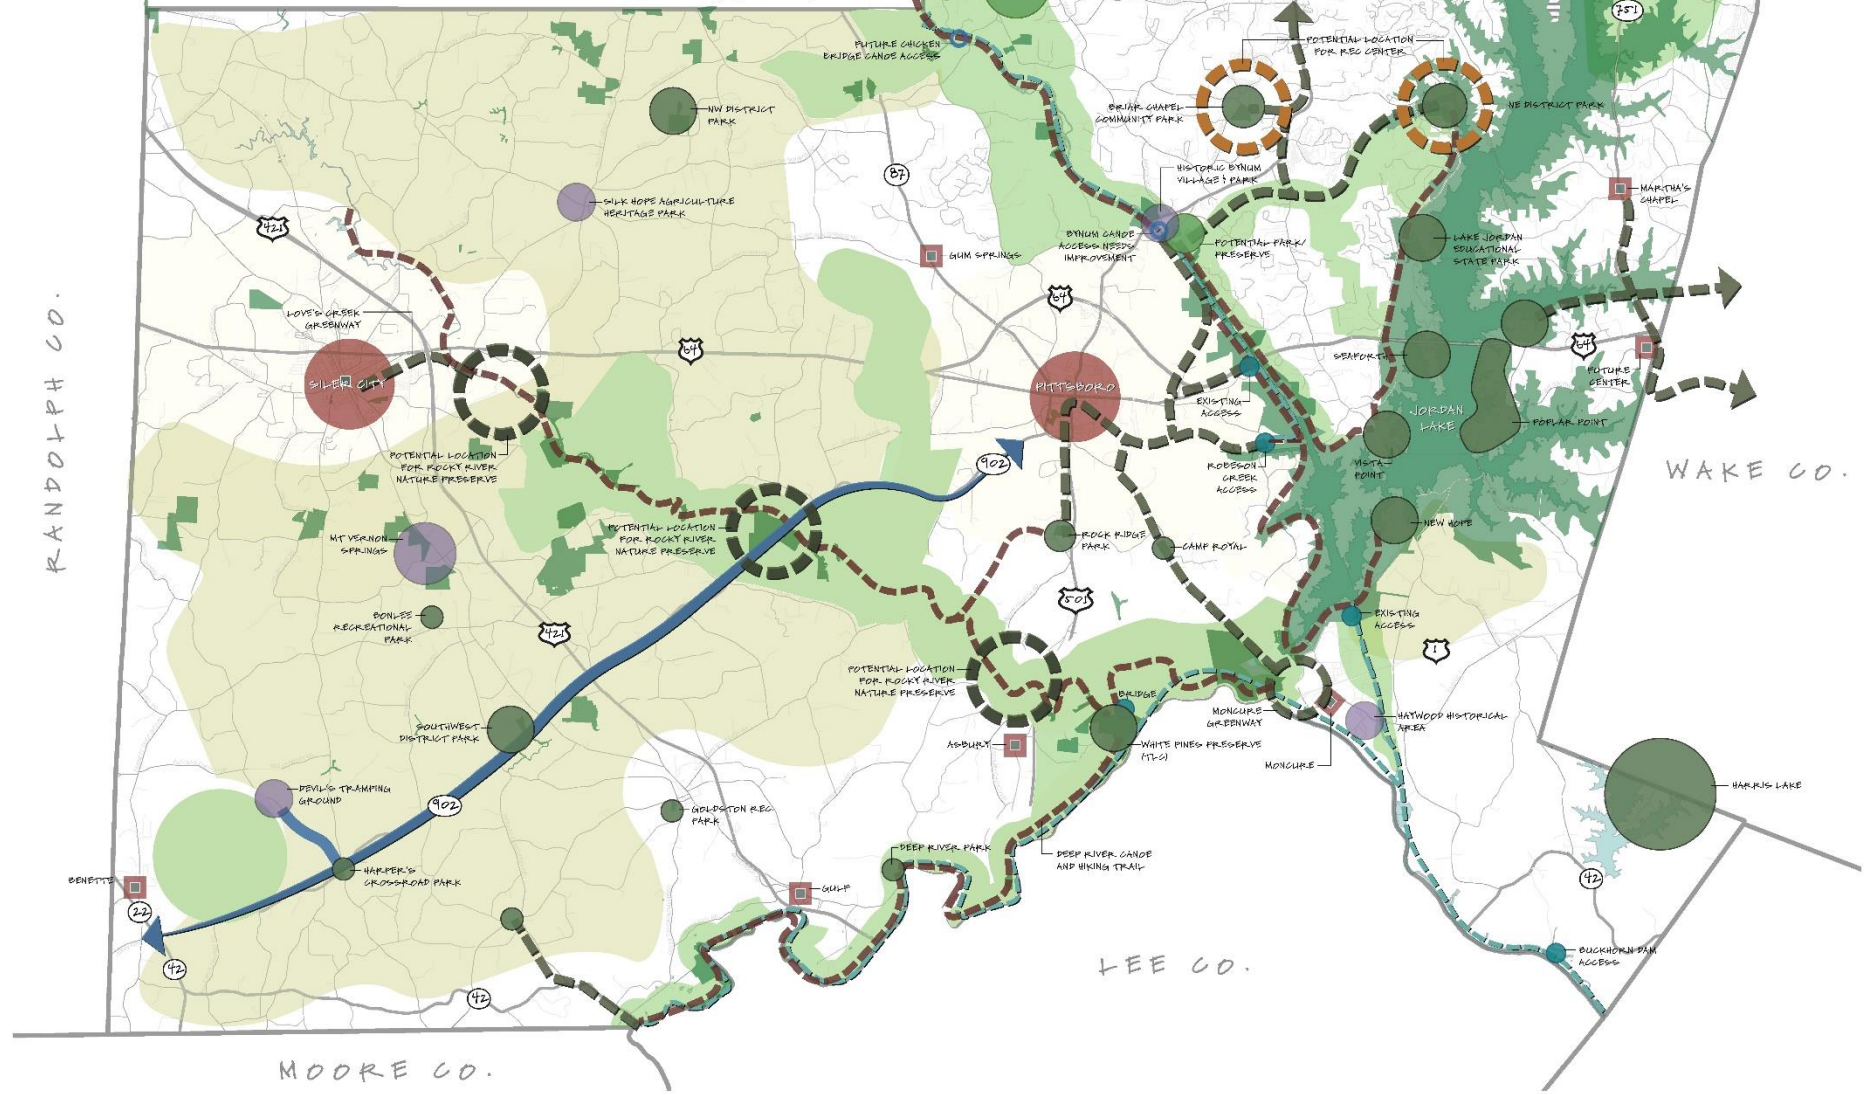 751
FUTURE CHICKEN
BRIDGE CANOE ACCESS
POTENTIAL LOCATION
FOR REC CENTER
NW DISTRICT
PARK
BRIAR CHAPEL
COMMUNITY PARK
NE DISTRICT PARK
87
HISTORIC BYNUM
VILLAGE & PARK
MARTHA'S
CHAPEL
SILK HOPE AGRICULTURE
HERITAGE PARK
421
BYNUM CANOE
ACCESS NEEDS
IMPROVEMENT
POTENTIAL PARK/
PRESERVE
LAKE JORDAN
EDUCATIONAL
STATE PARK
GUM SPRINGS
64
RANDOLPH CO.
LOVE'S CREEK
GREENWAY
64
SEAFORTH
64
FUTURE
CENTER
SILER CITY
PITTSBORO
EXISTING
ACCESS
JORDAN
LAKE
POPLAR POINT
POTENTIAL LOCATION
FOR ROCKY RIVER
NATURE PRESERVE
902
ROBESON
CREEK
ACCESS
VISTA
POINT
WAKE CO.
MT VERNON
SPRINGS
POTENTIAL LOCATION
FOR ROCKY RIVER
NATURE PRESERVE
ROCK RIDGE
PARK
CAMP ROYAL
NEW HOPE
501
BONLEE
RECREATIONAL
PARK
421
EXISTING
ACCESS
1
POTENTIAL LOCATION
FOR ROCKY RIVER
NATURE PRESERVE
BRIDGE
MONCURE
GREENWAY
HAYWOOD HISTORICAL
AREA
SOUTHWEST
DISTRICT PARK
ASBURY
WHITE PINES PRESERVE
(TLC)
MONCURE
DEVIL'S TRAMPING
GROUND
902
GOLDSTON REC
PARK
HARRIS LAKE
DEEP RIVER PARK
DEEP RIVER CANOE
AND HIKING TRAIL
HARPER'S
CROSSROAD PARK
BENETTE
22
GULF
42
42
42
BUCKHORN DAM
ACCESS
LEE CO.
MOORE CO.